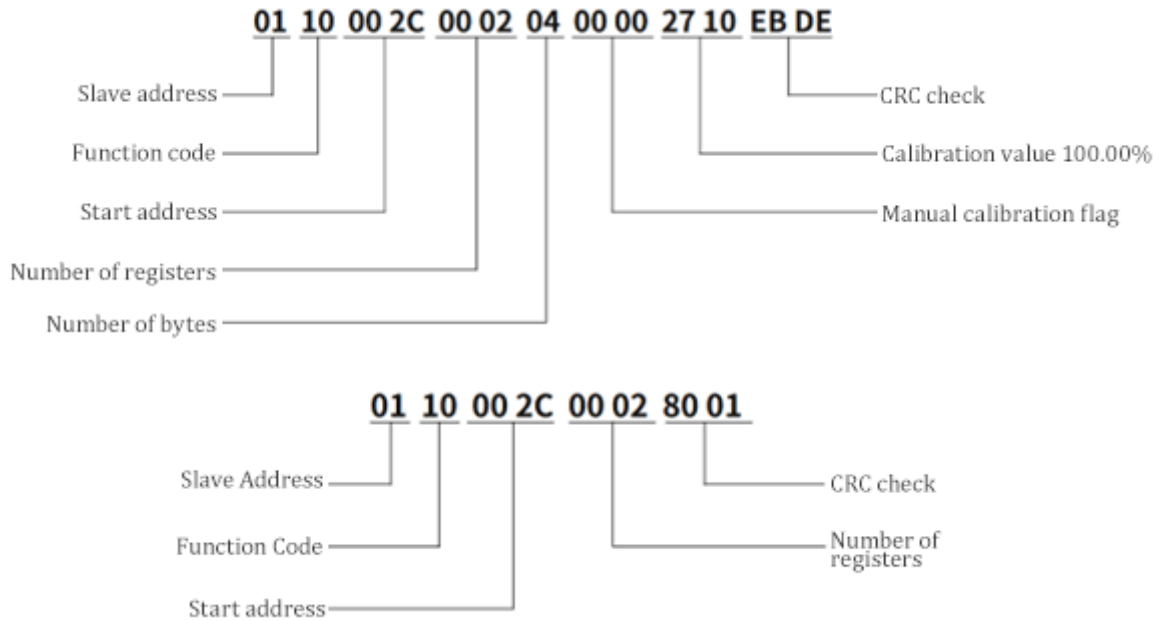 01 10 00 2C 00 02 04 00 00 27 10 EB DE
Slave address
CRC check
Function code
Calibration value 100.00%
Start address
Manual calibration flag
Number of registers
Number of bytes
01 10 00 2C 00 02 80 01
Slave Address
CRC check
Function Code
Number of
registers
Start address